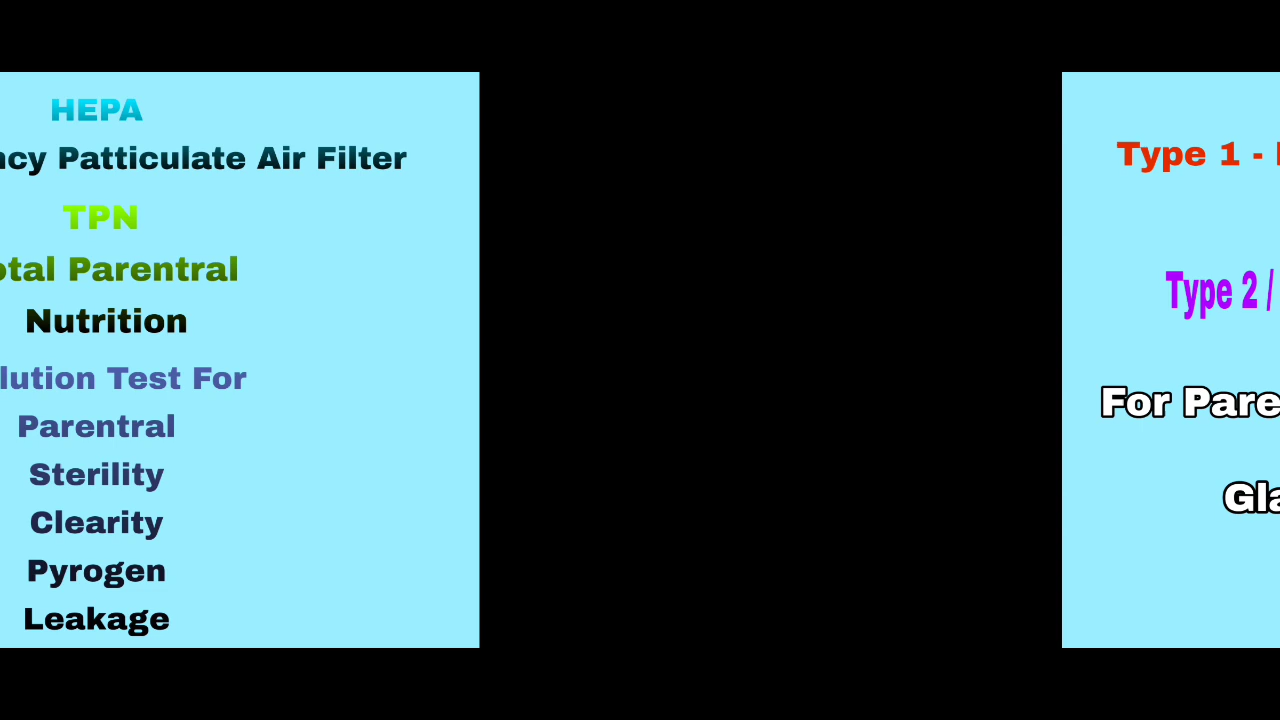 HEPA
ncy Patticulate Air Filter
TPN
otal Parentral
Nutrition
lution Test For
Parentral
Sterility
Clearity
Pyrogen
Leakage
Type 1 -
Type 2 /
For Pare
Gla